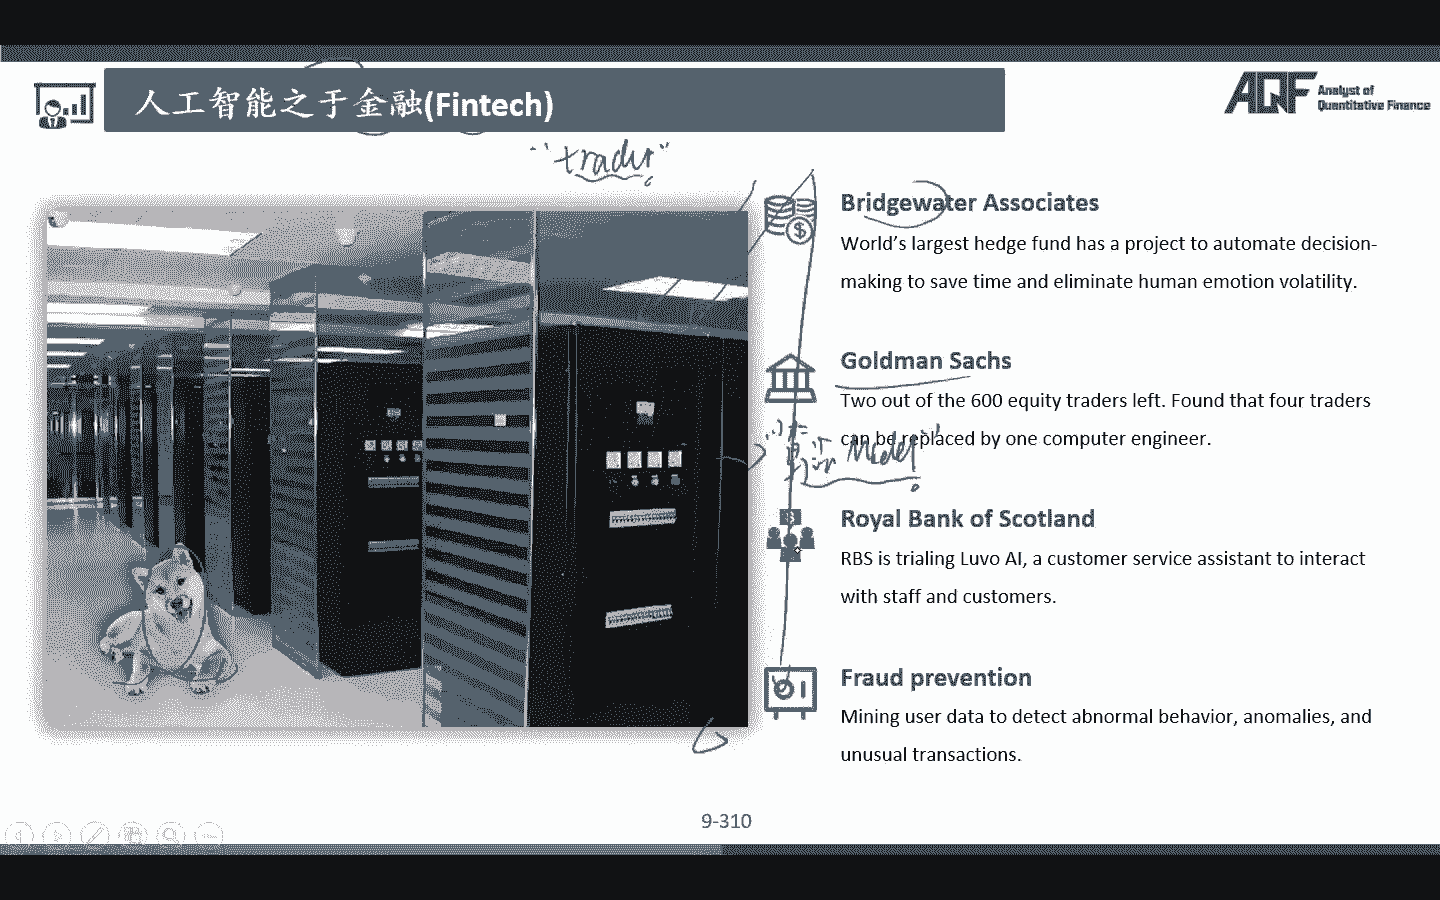 人工智能之于金融(Fintech)
AQF Analyst of
Quantitative Finance
Bridgewater Associates
World's largest hedge fund has a project to automate decision-
making to save time and eliminate human emotion volatility.
Goldman Sachs
Two out of the 600 equity traders left. Found that four traders
can be replaced by one computer engineer.
Model
Royal Bank of Scotland
RBS is trialing Luvo AI, a customer service assistant to interact
with staff and customers.
Fraud prevention
Mining user data to detect abnormal behavior, anomalies, and
unusual transactions.
9-310